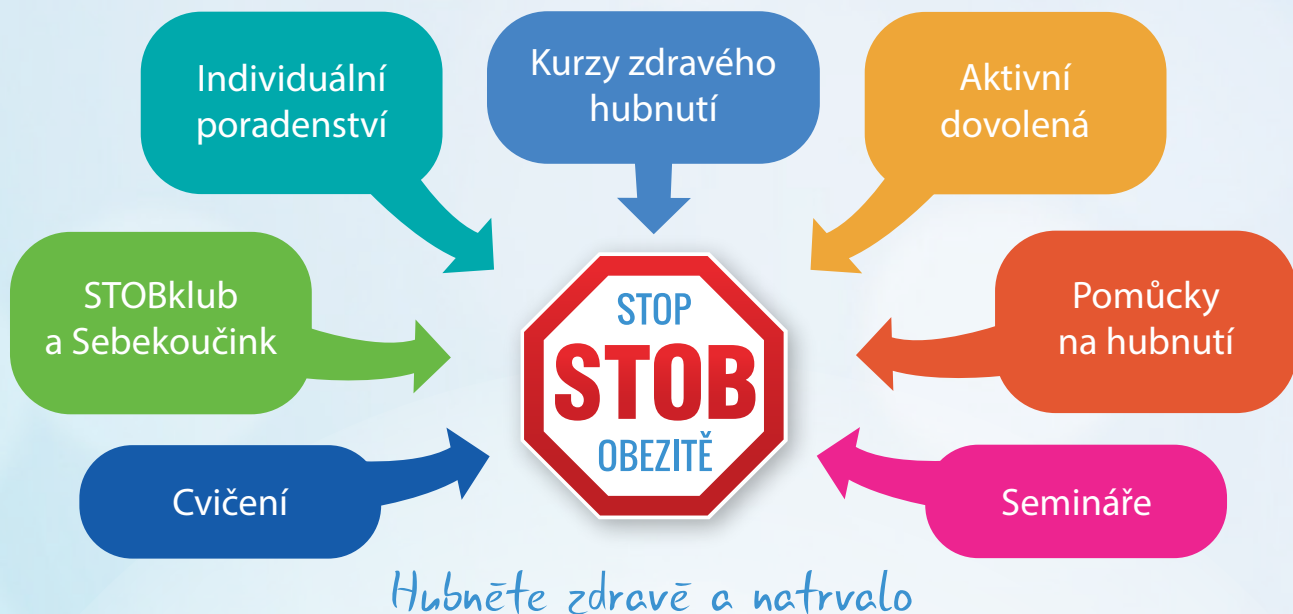 Individuální
poradenství
Kurzy zdravého
hubnutí
Aktivní
dovolená
STOBklub
a Sebekoučink
STOP
STOB
OBEZITĚ
Pomůcky
na hubnutí
Cvičení
Semináře
Hubněte zdravě a natrvalo